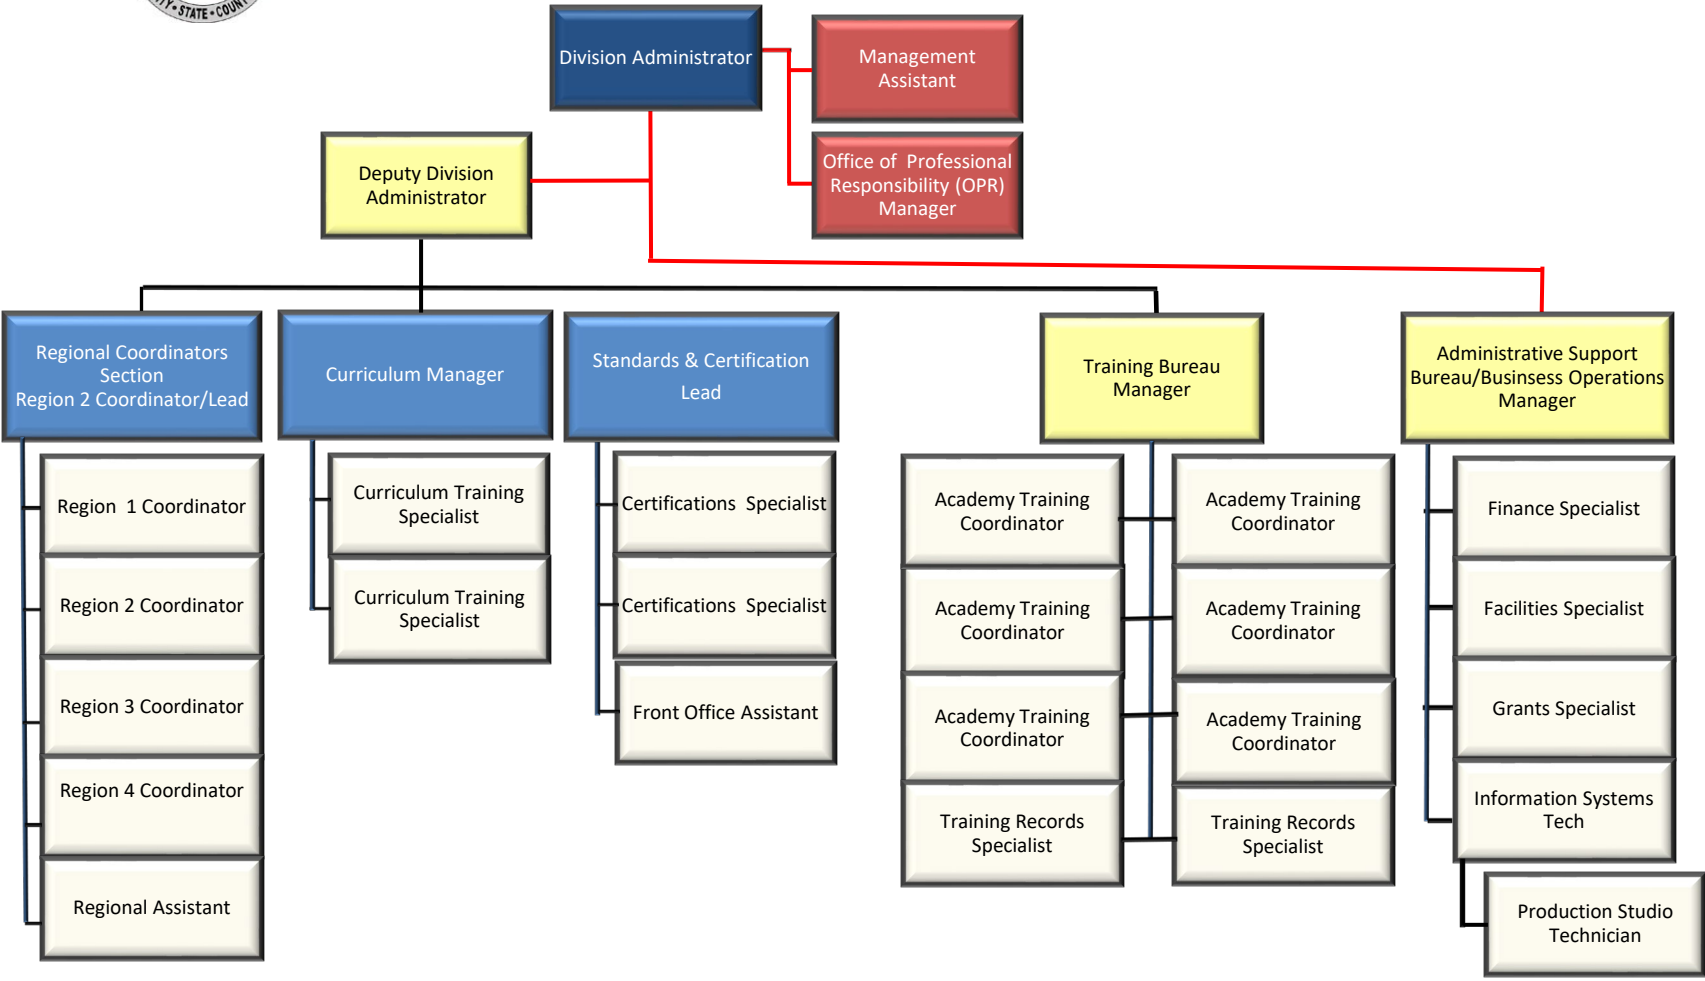 STATE • COUN
Division Administrator
Management
Assistant
Office of Professional
Responsibility (OPR)
Manager
Deputy Division
Administrator
Regional Coordinators
Section
Region 2 Coordinator/Lead
Curriculum Manager
Standards & Certification
Lead
Training Bureau
Manager
Administrative Support
Bureau/Businsess Operations
Manager
Region 1 Coordinator
Region 2 Coordinator
Region 3 Coordinator
Region 4 Coordinator
Regional Assistant
Curriculum Training
Specialist
Curriculum Training
Specialist
Certifications Specialist
Certifications Specialist
Front Office Assistant
Academy Training
Coordinator
Academy Training
Coordinator
Academy Training
Coordinator
Training Records
Specialist
Academy Training
Coordinator
Academy Training
Coordinator
Academy Training
Coordinator
Training Records
Specialist
Finance Specialist
Facilities Specialist
Grants Specialist
Information Systems
Tech
Production Studio
Technician